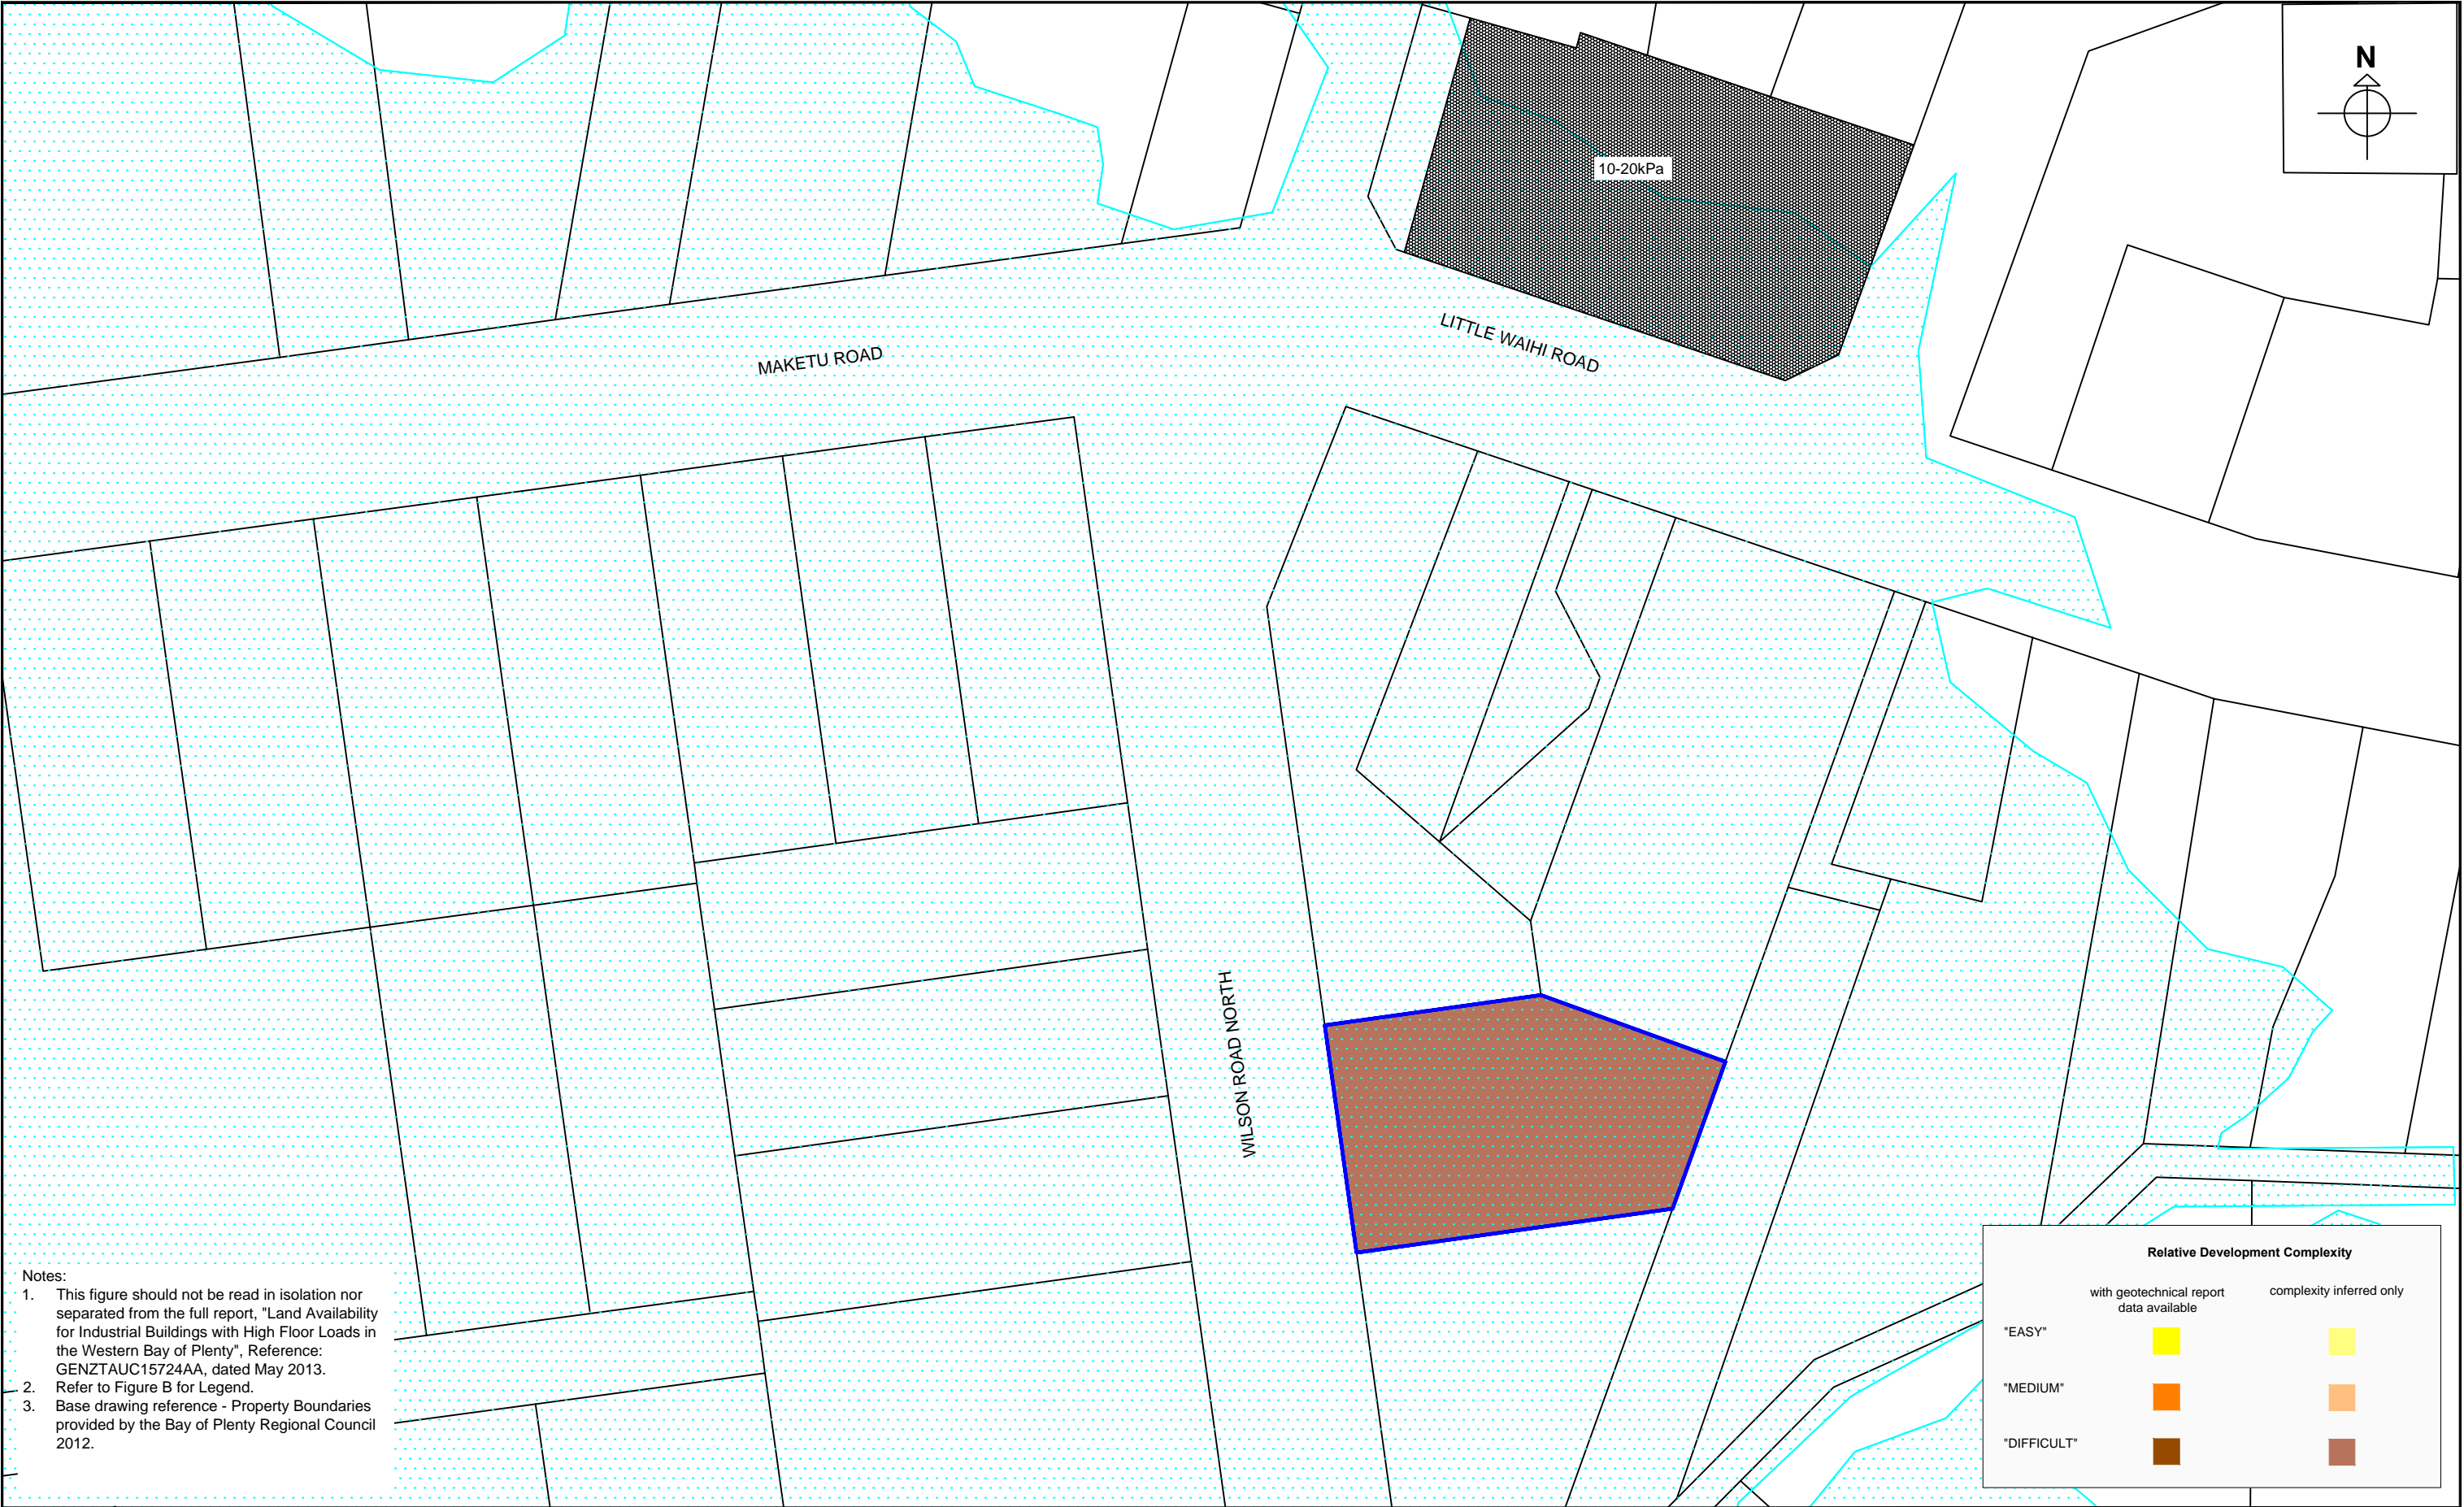 N
10-20kPa
LITTLE WAIHI ROAD
MAKETU ROAD
WILSON ROAD NORTH
Notes:
1. This figure should not be read in isolation nor
separated from the full report, "Land Availability
for Industrial Buildings with High Floor Loads in
the Western Bay of Plenty", Reference:
GENZTAUC15724AA, dated May 2013.
2. Refer to Figure B for Legend.
3. Base drawing reference - Property Boundaries
provided by the Bay of Plenty Regional Council
2012.
Relative Development Complexity
with geotechnical report
data available
complexity inferred only
"EASY"
"MEDIUM"
"DIFFICULT"